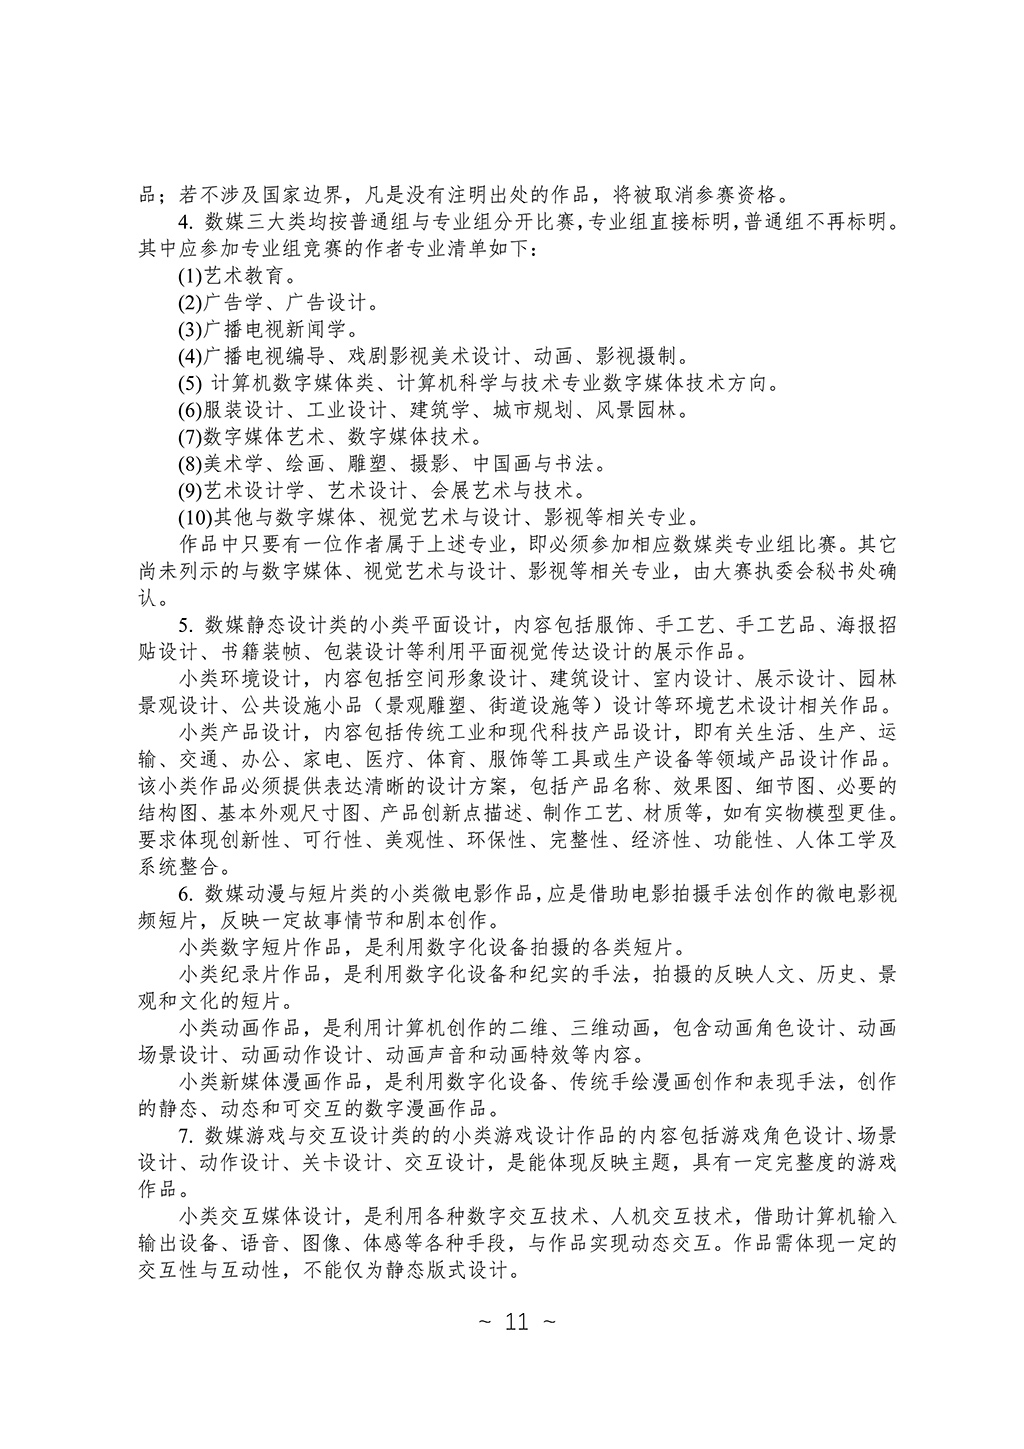 品；若不涉及国家边界，凡是没有注明出处的作品，将被取消参赛资格。
4. 数媒三大类均按普通组与专业组分开比赛，专业组直接标明，普通组不再标明。
其中应参加专业组竞赛的作者专业清单如下：
(1)艺术教育。
(2)广告学、广告设计。
(3)广播电视新闻学。
(4)广播电视编导、戏剧影视美术设计、动画、影视摄制。
(5) 计算机数字媒体类、计算机科学与技术专业数字媒体技术方向。
(6)服装设计、工业设计、建筑学、城市规划、风景园林。
(7)数字媒体艺术、数字媒体技术。
(8)美术学、绘画、雕塑、摄影、中国画与书法。
(9)艺术设计学、艺术设计、会展艺术与技术。
(10)其他与数字媒体、视觉艺术与设计、影视等相关专业。
作品中只要有一位作者属于上述专业，即必须参加相应数媒类专业组比赛。其它
尚未列示的与数字媒体、视觉艺术与设计、影视等相关专业，由大赛执委会秘书处确
认。
5. 数媒静态设计类的小类平面设计，内容包括服饰、手工艺、手工艺品、海报招
贴设计、书籍装帧、包装设计等利用平面视觉传达设计的展示作品。
小类环境设计，内容包括空间形象设计、建筑设计、室内设计、展示设计、园林
景观设计、公共设施小品（景观雕塑、街道设施等）设计等环境艺术设计相关作品。
小类产品设计，内容包括传统工业和现代科技产品设计，即有关生活、生产、运
输、交通、办公、家电、医疗、体育、服饰等工具或生产设备等领域产品设计作品。
该小类作品必须提供表达清晰的设计方案，包括产品名称、效果图、细节图、必要的
结构图、基本外观尺寸图、产品创新点描述、制作工艺、材质等，如有实物模型更佳。
要求体现创新性、可行性、美观性、环保性、完整性、经济性、功能性、人体工学及
系统整合。
6. 数媒动漫与短片类的小类微电影作品，应是借助电影拍摄手法创作的微电影视
频短片，反映一定故事情节和剧本创作。
小类数字短片作品，是利用数字化设备拍摄的各类短片。
小类纪录片作品，是利用数字化设备和纪实的手法，拍摄的反映人文、历史、景
观和文化的短片。
小类动画作品，是利用计算机创作的二维、三维动画，包含动画角色设计、动画
场景设计、动画动作设计、动画声音和动画特效等内容。
小类新媒体漫画作品，是利用数字化设备、传统手绘漫画创作和表现手法，创作
的静态、动态和可交互的数字漫画作品。
7. 数媒游戏与交互设计类的的小类游戏设计作品的内容包括游戏角色设计、场景
设计、动作设计、关卡设计、交互设计，是能体现反映主题，具有一定完整度的游戏
作品。
小类交互媒体设计，是利用各种数字交互技术、人机交互技术，借助计算机输入
输出设备、语音、图像、体感等各种手段，与作品实现动态交互。作品需体现一定的
交互性与互动性，不能仅为静态版式设计。
~ 11 ~